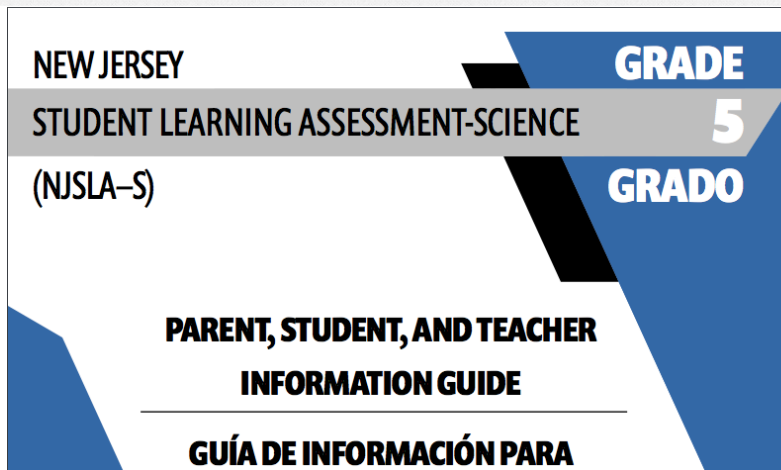 NEW JERSEY
GRADE
STUDENT LEARNING ASSESSMENT-SCIENCE
5
(NJSLA–S)
GRADO
PARENT, STUDENT, AND TEACHER
INFORMATION GUIDE
GUÍA DE INFORMACIÓN PARA